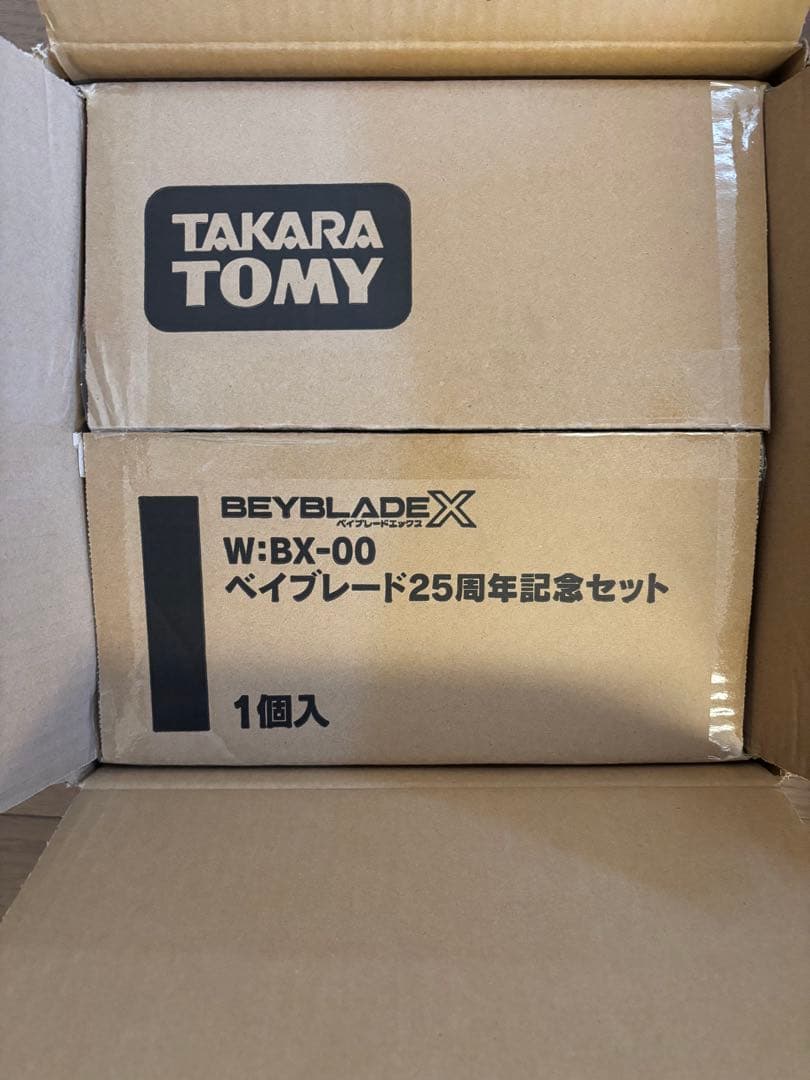 TAKARA
TOMY
BEYBLADE X
ベイブレードエックス
W:BX-00
ベイブレード25周年記念セット
1個入